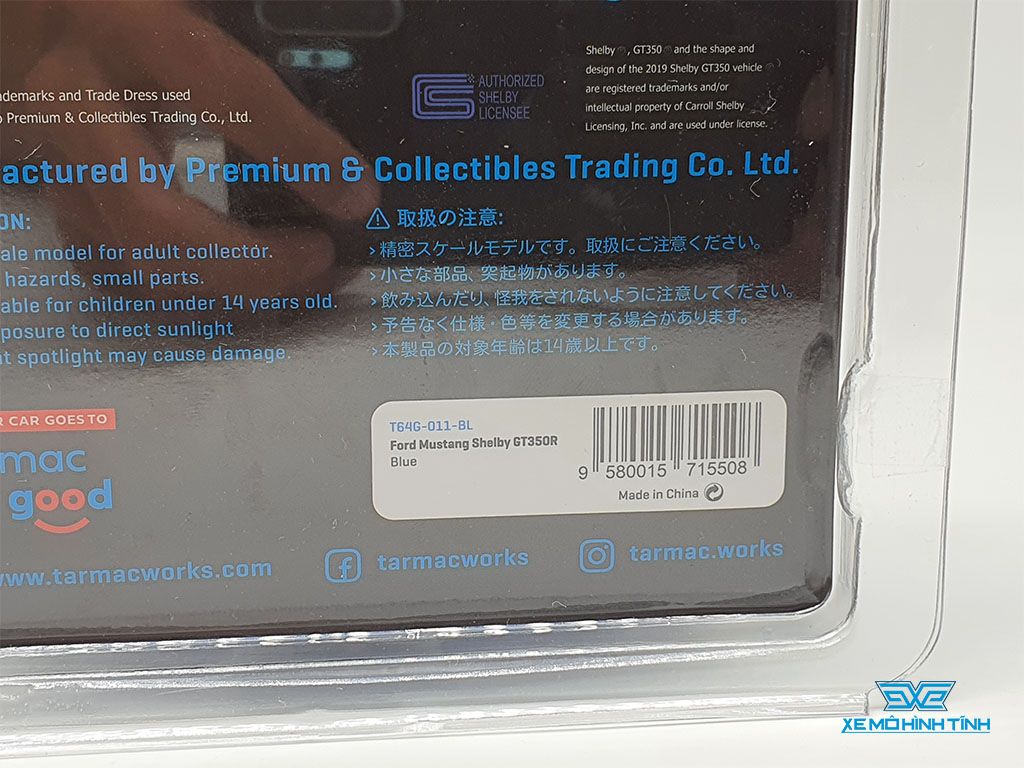 Shelby®, GT350® and the shape and
design of the 2019 Shelby GT350 vehicle
are registered trademarks and/or
intellectual property of Carroll Shelby
Licensing, Inc. and are used under license.
AUTHORIZED
SHELBY
LICENSEE
demarks and Trade Dress used
o Premium & Collectibles Trading Co., Ltd.
actured by Premium & Collectibles Trading Co. Ltd.
ON:
ale model for adult collector.
hazards, small parts.
able for children under 14 years old.
posure to direct sunlight
nt spotlight may cause damage.
取扱の注意:
›精密スケールモデルです。取扱にご注意ください。
›小さな部品、突起物があります。
›飲み込んだり、怪我をされないように注意してください。
›予告なく仕様・色等を変更する場合があります。
›本製品の対象年齢は14歳以上です。
R CAR GOES TO
mac
good
T64G-011-BL
Ford Mustang Shelby GT350R
Blue
9 580015 715508
Made in China
www.tarmacworks.com
tarmacworks
tarmac.works
XE MÔ HÌNH TĨNH